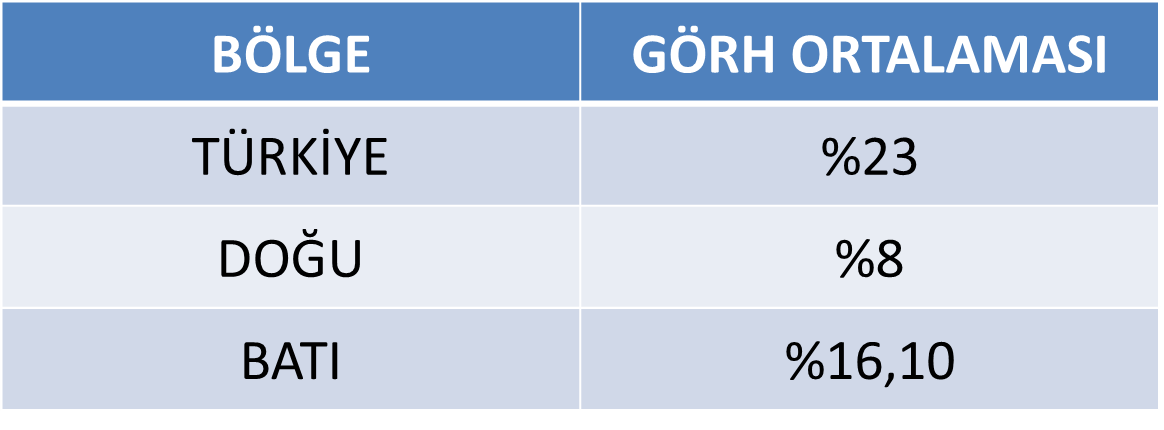 BÖLGE GÖRH ORTALAMASI
TÜRKİYE %23
DOĞU %8
BATI %16,10